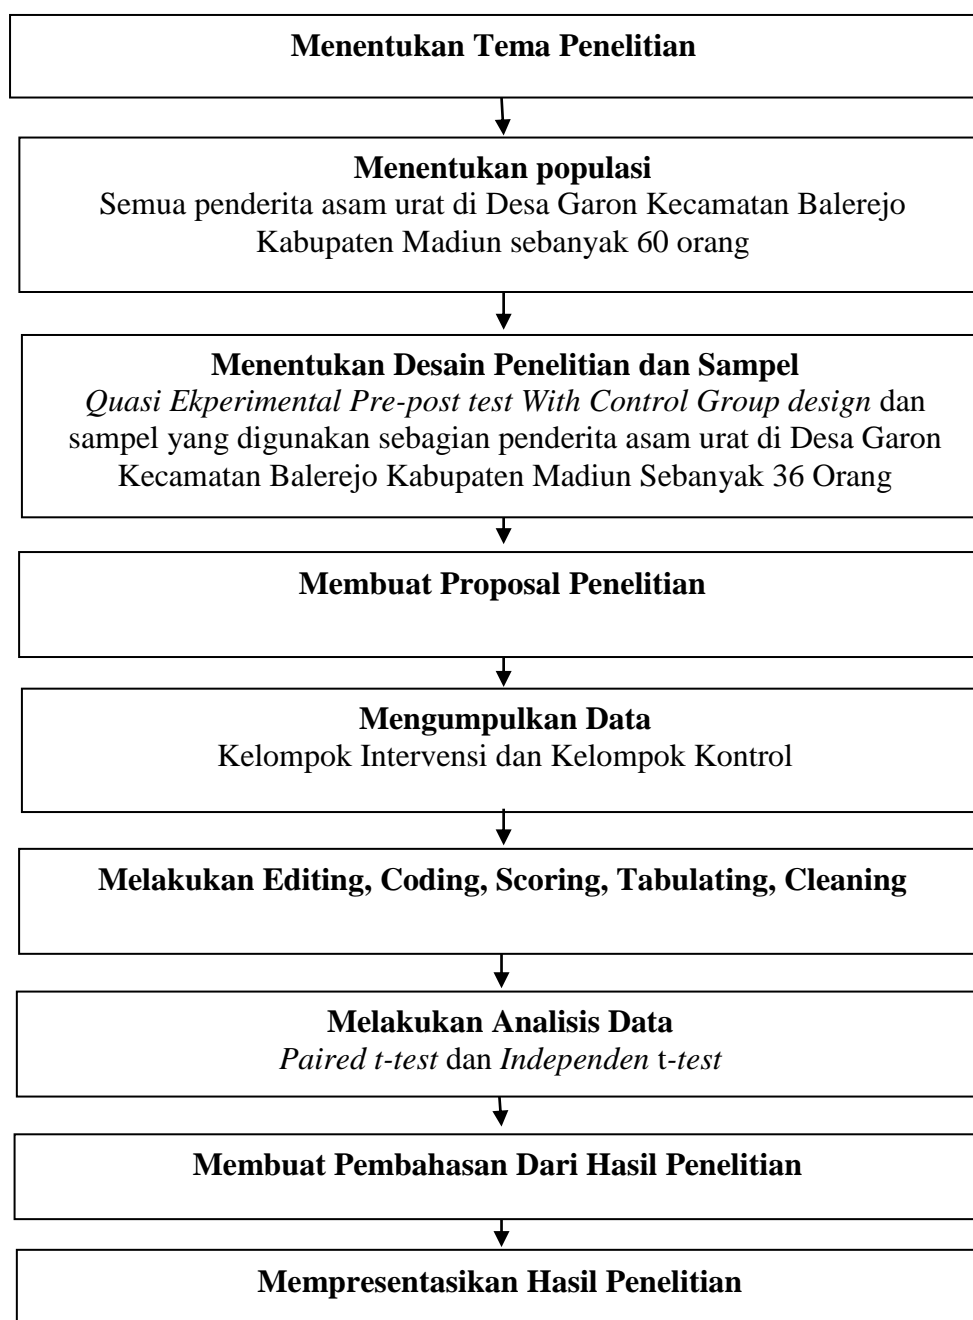 Menentukan Tema Penelitian
Menentukan populasi
Semua penderita asam urat di Desa Garon Kecamatan Balerejo
Kabupaten Madiun sebanyak 60 orang
Menentukan Desain Penelitian dan Sampel
Quasi Ekperimental Pre-post test With Control Group design dan
sampel yang digunakan sebagian penderita asam urat di Desa Garon
Kecamatan Balerejo Kabupaten Madiun Sebanyak 36 Orang
Membuat Proposal Penelitian
Mengumpulkan Data
Kelompok Intervensi dan Kelompok Kontrol
Melakukan Editing, Coding, Scoring, Tabulating, Cleaning
Melakukan Analisis Data
Paired t-test dan Independen t-test
Membuat Pembahasan Dari Hasil Penelitian
Mempresentasikan Hasil Penelitian